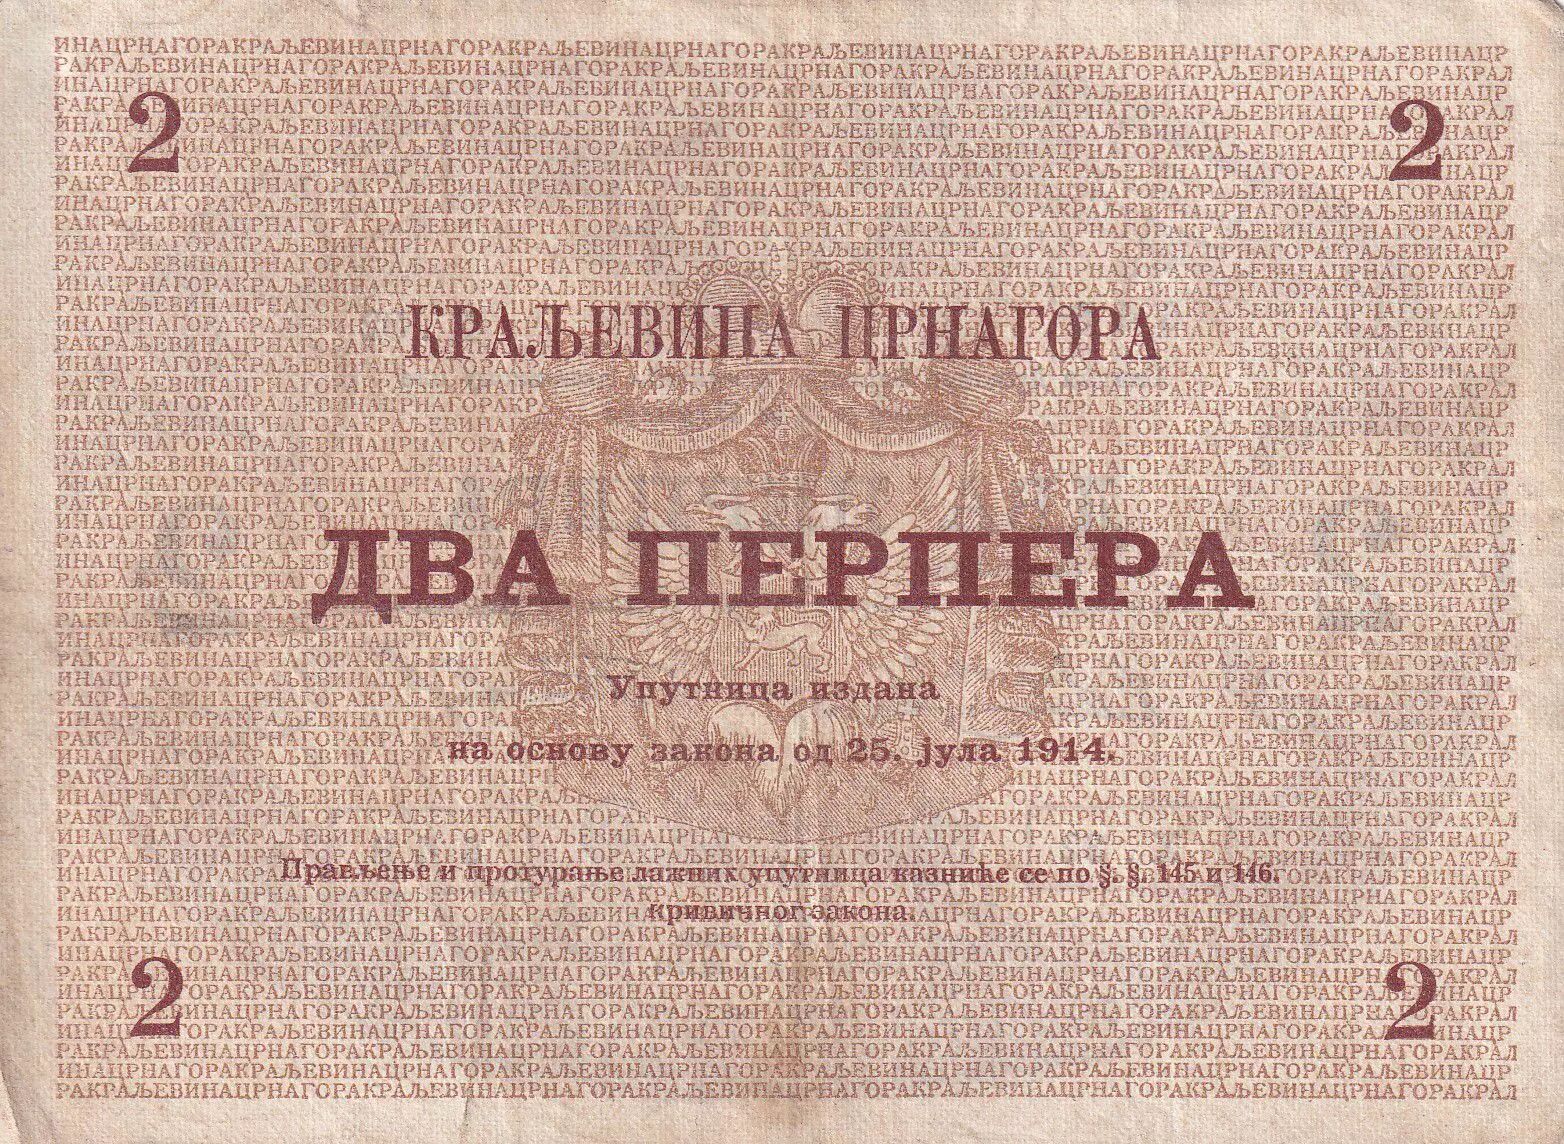 2 2
КРАЉЕВИНА ЦРНАГОРА
ДВА ПЕРПЕРА
Упутница издана
на основу закона од 25. јула 1914.
Прављење и протурање лажних упутница казниће се по §. §. 145 и 146.
кривичног закона.
2 2